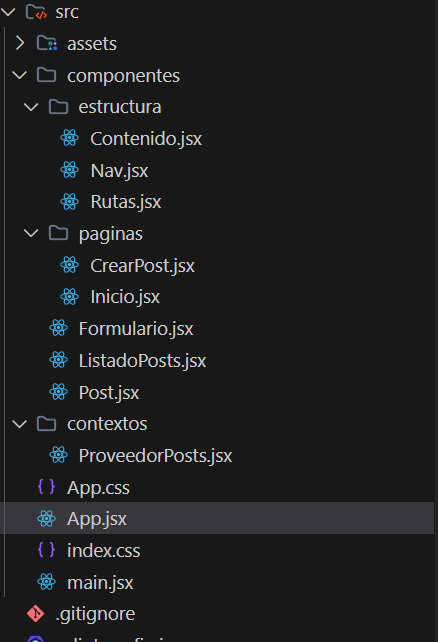 src
assets
componentes
estructura
Contenido.jsx
Nav.jsx
Rutas.jsx
paginas
CrearPost.jsx
Inicio.jsx
Formulario.jsx
ListadoPosts.jsx
Post.jsx
contextos
ProveedorPosts.jsx
App.css
App.jsx
index.css
main.jsx
.gitignore